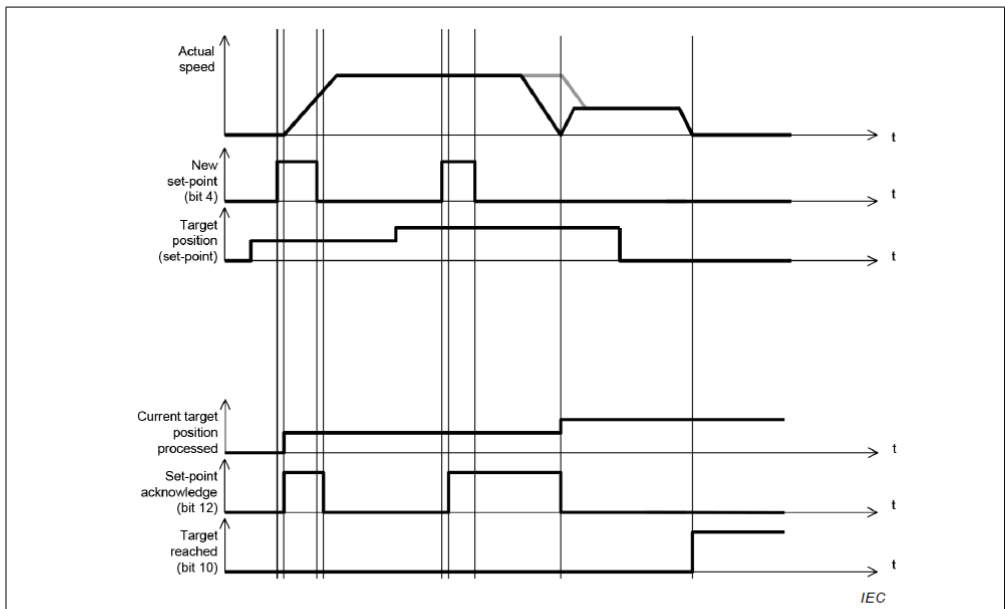 Actual
speed
t
New
set-point
(bit 4)
t
Target
position
(set-point)
t
Current target
position
processed
t
Set-point
acknowledge
(bit 12)
t
Target
reached
(bit 10)
t
IEC